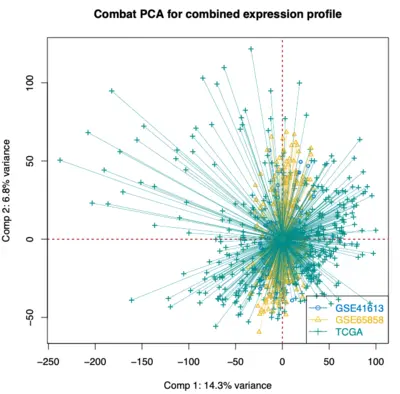 Combat PCA for combined expression profile
Comp 2: 6.8% variance
100
50
0
−50
−250
−200
−150
−100
−50
0
50
100
Comp 1: 14.3% variance
GSE41613
GSE65858
TCGA